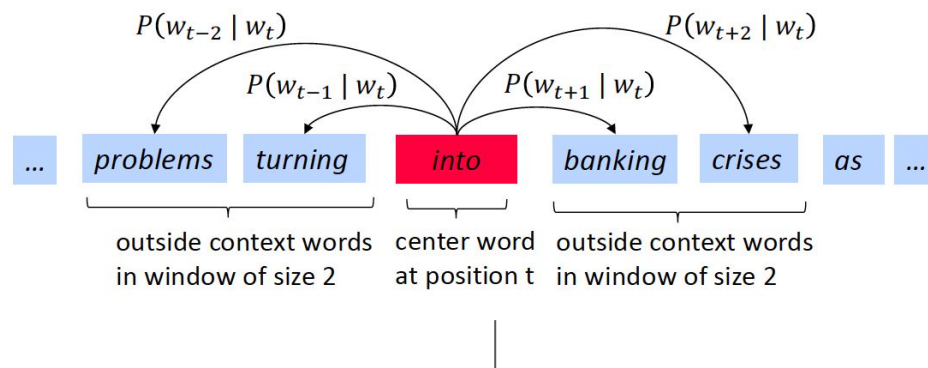 P(w_{t−2} | w_t) P(w_{t+2} | w_t)
P(w_{t−1} | w_t) P(w_{t+1} | w_t)
... problems turning into banking crises as ...
outside context words center word outside context words
in window of size 2 at position t in window of size 2